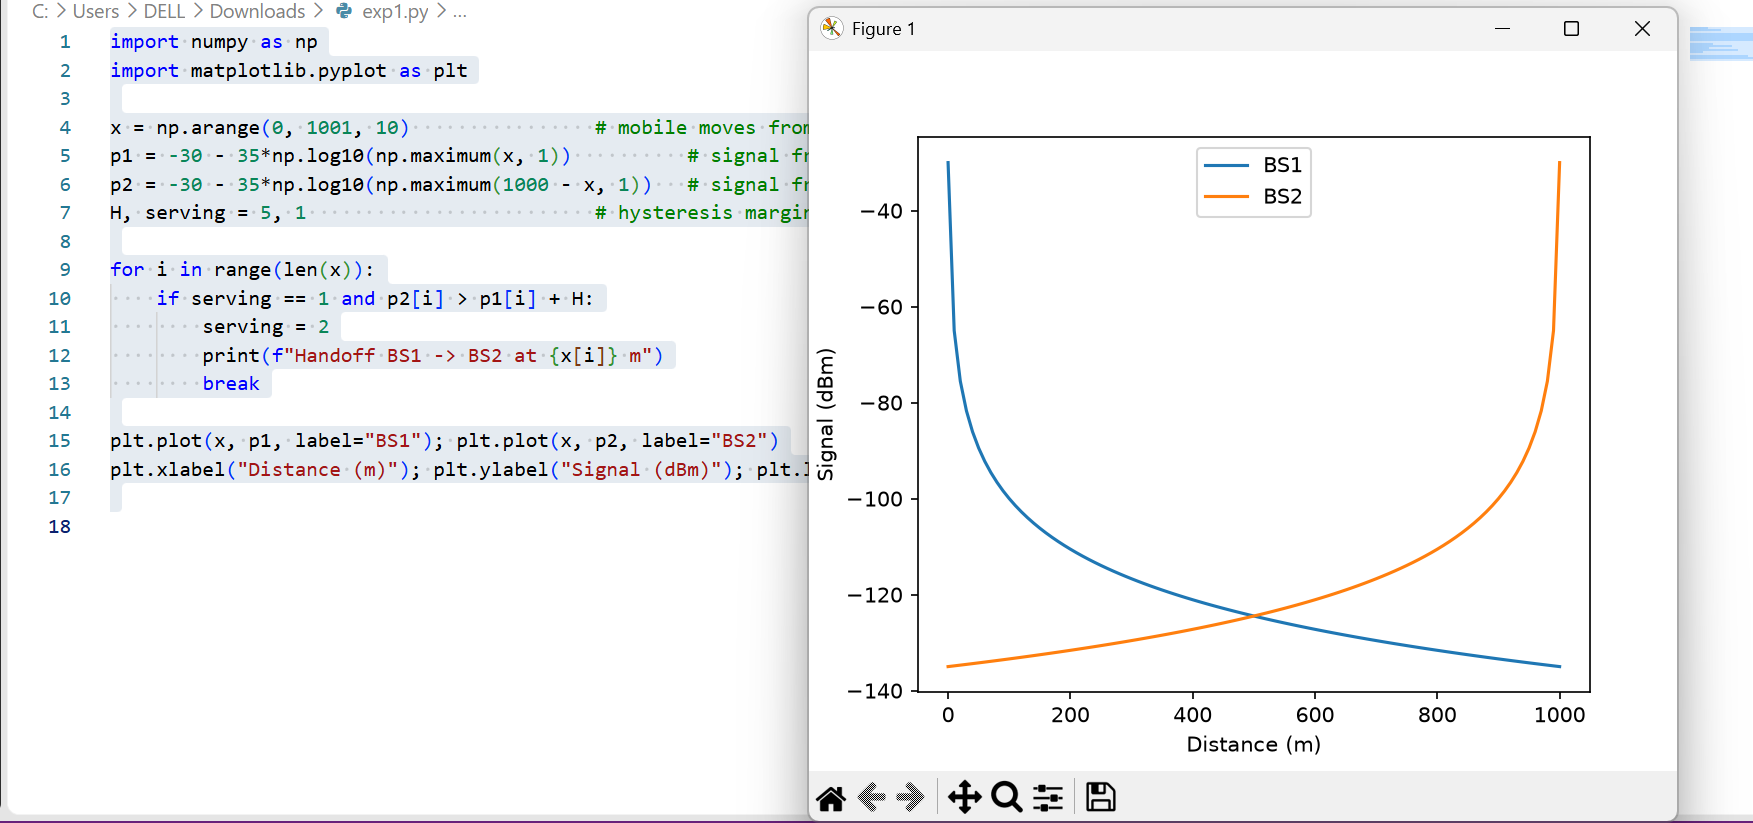 C: > Users > DELL > Downloads > exp1.py > ...
1 import numpy as np
2 import matplotlib.pyplot as plt
3
4 x = np.arange(0, 1001, 10) # mobile moves from
5 p1 = -30 - 35*np.log10(np.maximum(x, 1)) # signal fr
6 p2 = -30 - 35*np.log10(np.maximum(1000 - x, 1)) # signal fr
7 H, serving = 5, 1 # hysteresis margin
8
9 for i in range(len(x)):
10 if serving == 1 and p2[i] > p1[i] + H:
11 serving = 2
12 print(f"Handoff BS1 -> BS2 at {x[i]} m")
13 break
14
15 plt.plot(x, p1, label="BS1"); plt.plot(x, p2, label="BS2")
16 plt.xlabel("Distance (m)"); plt.ylabel("Signal (dBm)"); plt.l
17
18
Figure 1
BS1
BS2
Signal (dBm)
−40
−60
−80
−100
−120
−140
0 200 400 600 800 1000
Distance (m)